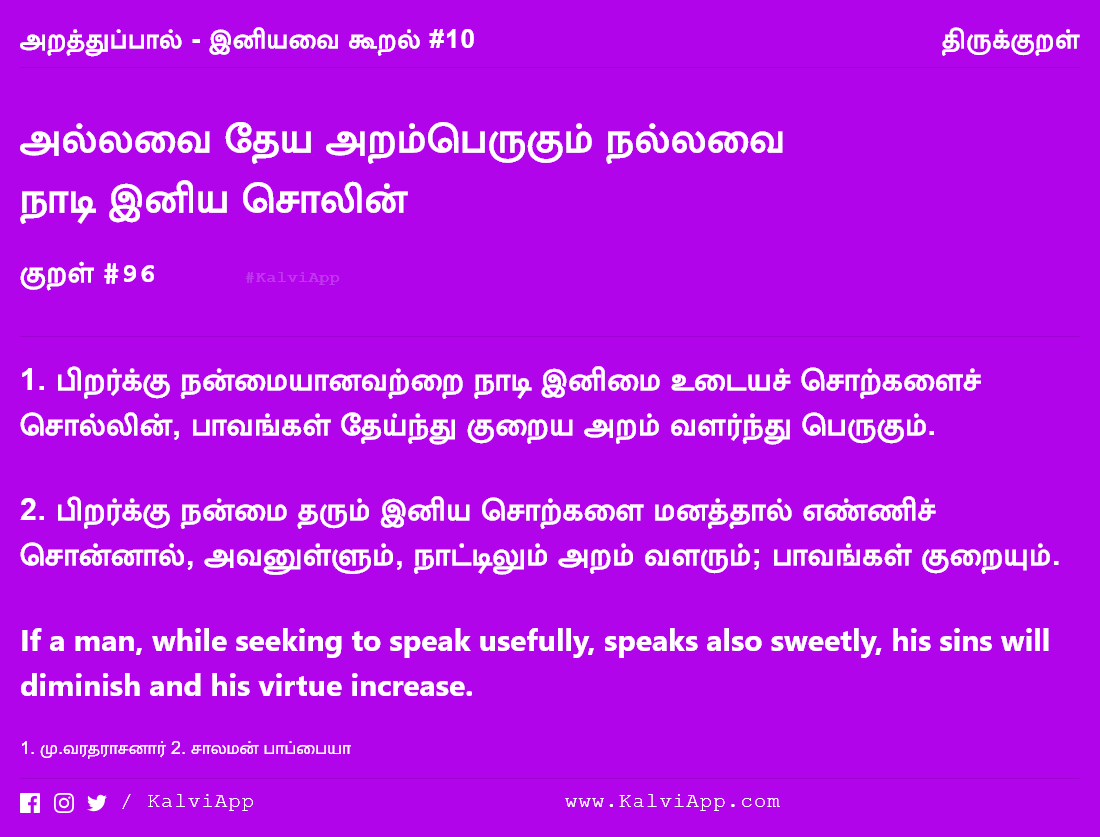 அறத்துப்பால் - இனியவை கூறல் #10
திருக்குறள்
அல்லவை தேய அறம்பெருகும் நல்லவை
நாடி இனிய சொலின்
குறள் #96
#KalviApp
1. பிறர்க்கு நன்மையானவற்றை நாடி இனிமை உடையச் சொற்களைச்
சொல்லின், பாவங்கள் தேய்ந்து குறைய அறம் வளர்ந்து பெருகும்.
2. பிறர்க்கு நன்மை தரும் இனிய சொற்களை மனத்தால் எண்ணிச்
சொன்னால், அவனுள்ளும், நாட்டிலும் அறம் வளரும்; பாவங்கள் குறையும்.
If a man, while seeking to speak usefully, speaks also sweetly, his sins will
diminish and his virtue increase.
1. மு.வரதராசனார் 2. சாலமன் பாப்பையா
/ KalviApp
www.KalviApp.com